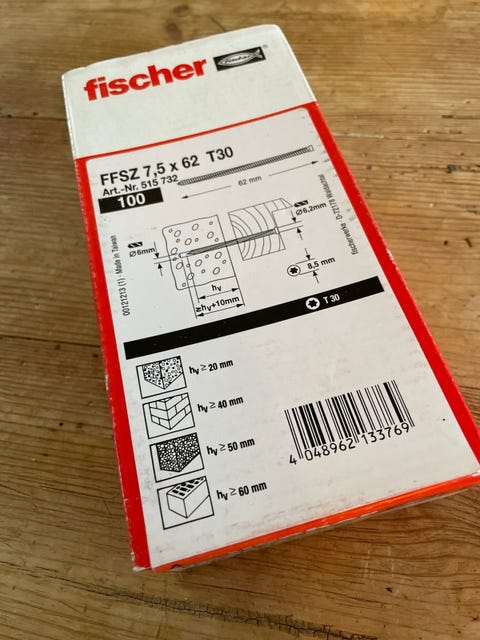 fischer
FFSZ 7,5 x 62 T30
Art.-Nr. 515 732
100
62 mm
Ø6mm
Ø6,2mm
8,5 mm
hv
≥hv+10mm
T 30
00121213 (1) · Made in Taiwan
fischerwerke · D-72178 Waldachtal
hv ≥ 20 mm
hv ≥ 40 mm
hv ≥ 50 mm
hv ≥ 60 mm
4 048962 133769